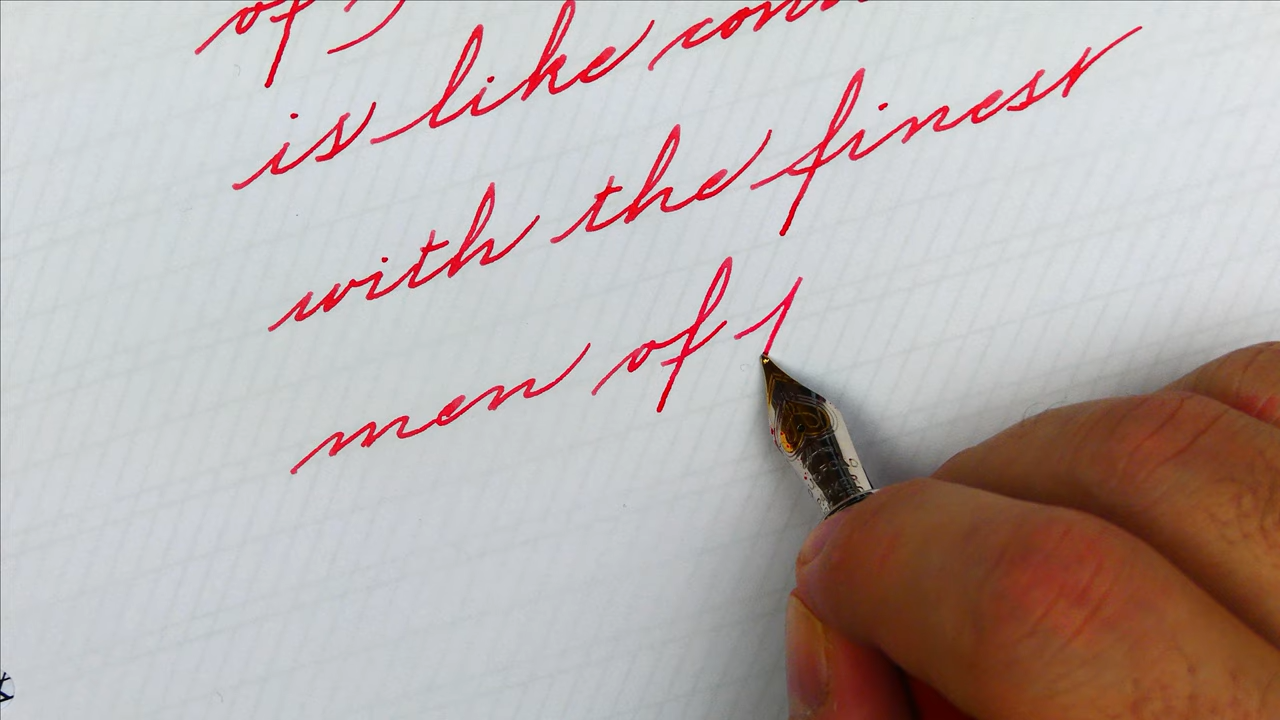 of
is like
with the finest
men of